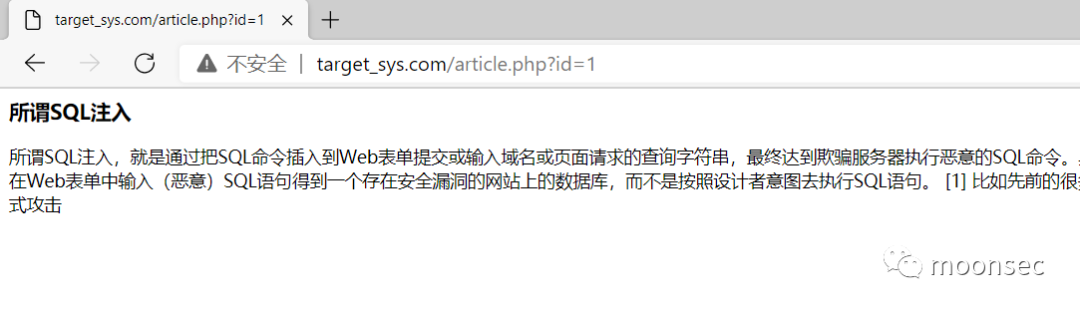 target_sys.com/article.php?id=1
不安全 | target_sys.com/article.php?id=1
所谓SQL注入
所谓SQL注入，就是通过把SQL命令插入到Web表单提交或输入域名或页面请求的查询字符串，最终达到欺骗服务器执行恶意的SQL命令。
在Web表单中输入（恶意）SQL语句得到一个存在安全漏洞的网站上的数据库，而不是按照设计者意图去执行SQL语句。 [1] 比如先前的很
式攻击
moonsec